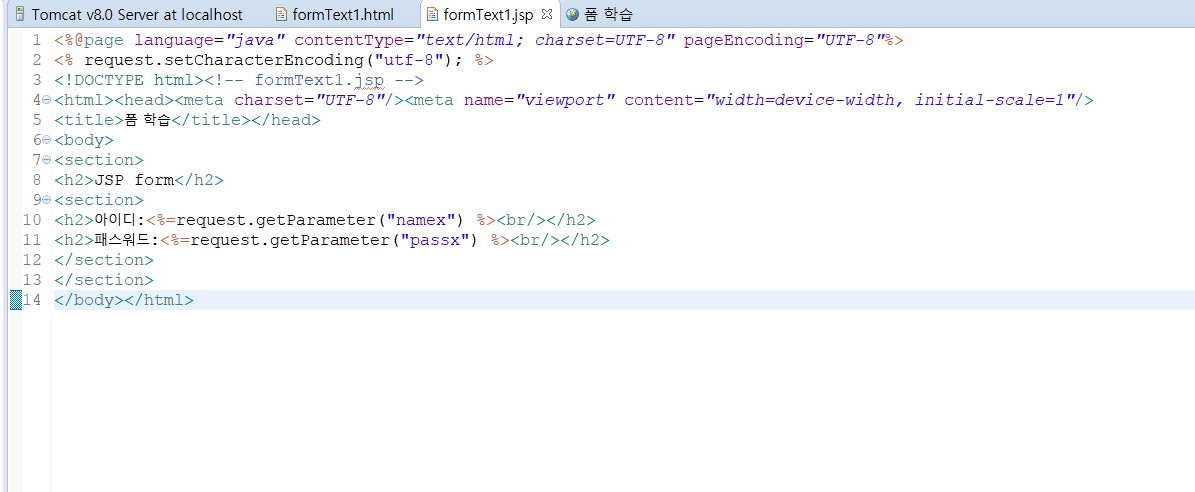 Tomcat v8.0 Server at localhost formText1.html formText1.jsp 폼 학습
1 <%@page language="java" contentType="text/html; charset=UTF-8" pageEncoding="UTF-8"%>
2 <% request.setCharacterEncoding("utf-8"); %>
3 <!DOCTYPE html><!-- formText1.jsp -->
4 <html><head><meta charset="UTF-8"/><meta name="viewport" content="width=device-width, initial-scale=1"/>
5 <title>폼 학습</title></head>
6 <body>
7 <section>
8 <h2>JSP form</h2>
9 <section>
10 <h2>아이디:<%=request.getParameter("namex") %><br/></h2>
11 <h2>패스워드:<%=request.getParameter("passx") %><br/></h2>
12 </section>
13 </section>
14 </body></html>